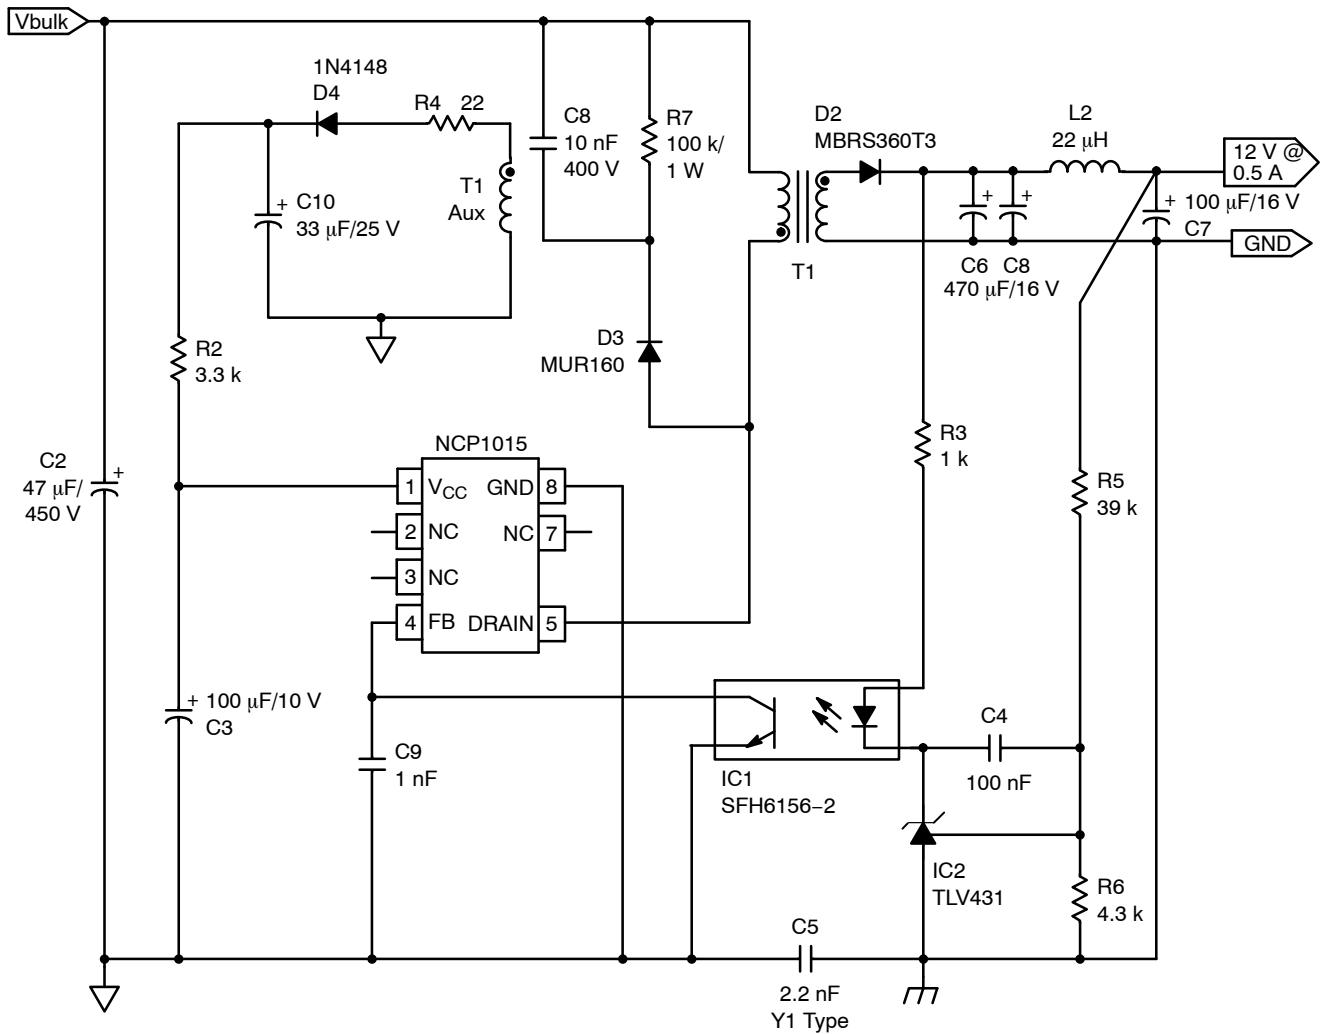 Vbulk
1N4148
D4
R4 22
C8
10 nF
400 V
R7
100 k/
1 W
D2
MBRS360T3
L2
22 μH
12 V @
0.5 A
T1
Aux
+ C10
33 μF/25 V
+
+
+ 100 μF/16 V
C7
GND
T1
C6 C8
470 μF/16 V
D3
MUR160
R2
3.3 k
R3
1 k
NCP1015
C2
47 μF/
450 V
+
1 VCC GND 8
2 NC NC 7
3 NC
4 FB DRAIN 5
R5
39 k
+ 100 μF/10 V
C3
C9
1 nF
IC1
SFH6156−2
C4
100 nF
IC2
TLV431
R6
4.3 k
C5
2.2 nF
Y1 Type